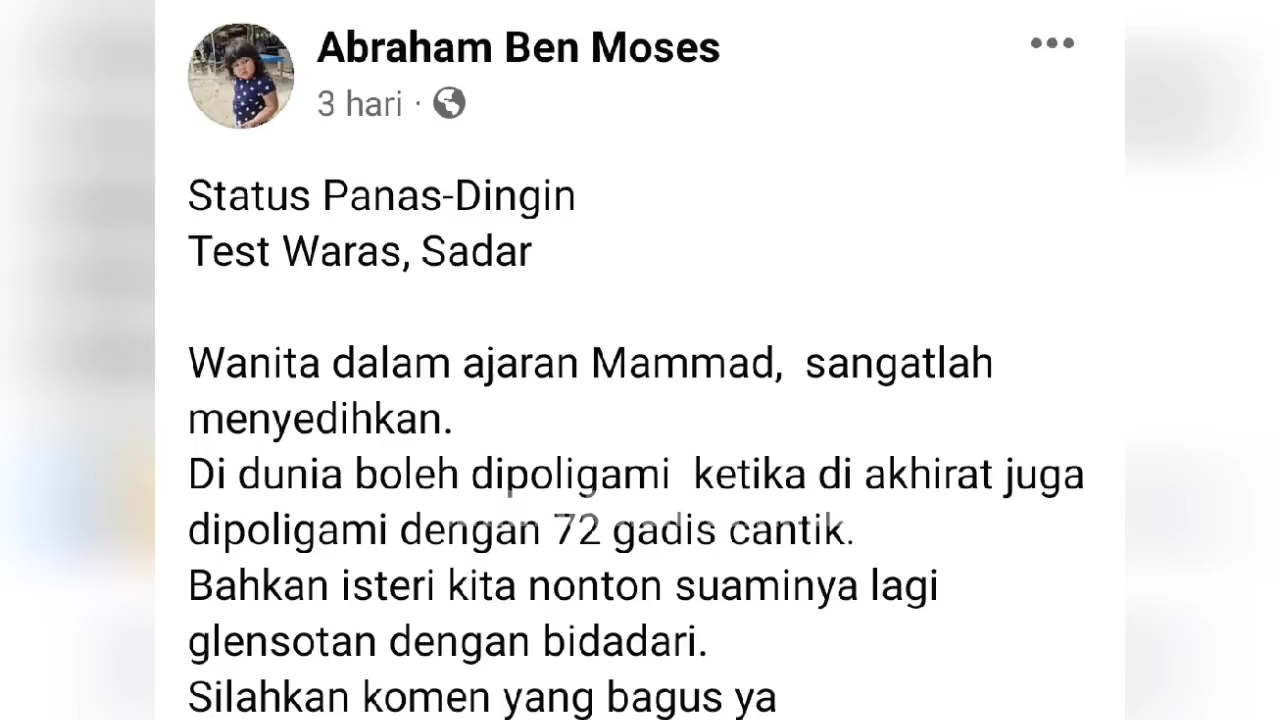 Abraham Ben Moses
3 hari ·
Status Panas-Dingin
Test Waras, Sadar
Wanita dalam ajaran Mammad, sangatlah
menyedihkan.
Di dunia boleh dipoligami ketika di akhirat juga
dipoligami dengan 72 gadis cantik.
Bahkan isteri kita nonton suaminya lagi
glensotan dengan bidadari.
Silahkan komen yang bagus ya